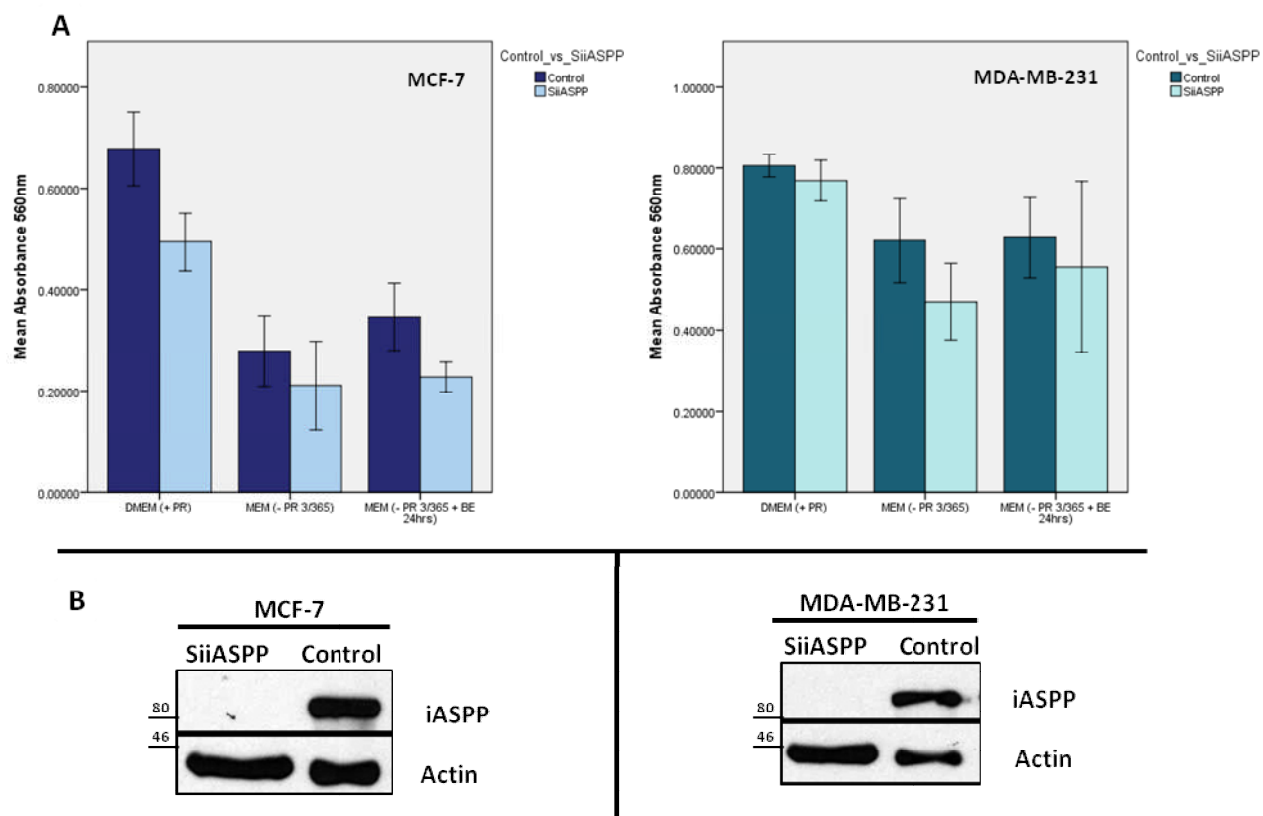 A
Mean Absorbance 560nm
0.80000
0.60000
0.40000
0.20000
0.00000
MCF-7
Control_vs_SiiASPP
Control
SiiASPP
DMEM (+ PR)
MEM (- PR 3/365)
MEM (- PR 3/365 + BE
24hrs)
Mean Absorbance 560nm
1.00000
0.80000
0.60000
0.40000
0.20000
0.00000
MDA-MB-231
Control_vs_SiiASPP
Control
SiiASPP
DMEM (+ PR)
MEM (- PR 3/365)
MEM (- PR 3/365 + BE
24hrs)
B
MCF-7
SiiASPP Control
80
iASPP
46
Actin
MDA-MB-231
SiiASPP Control
80
iASPP
46
Actin